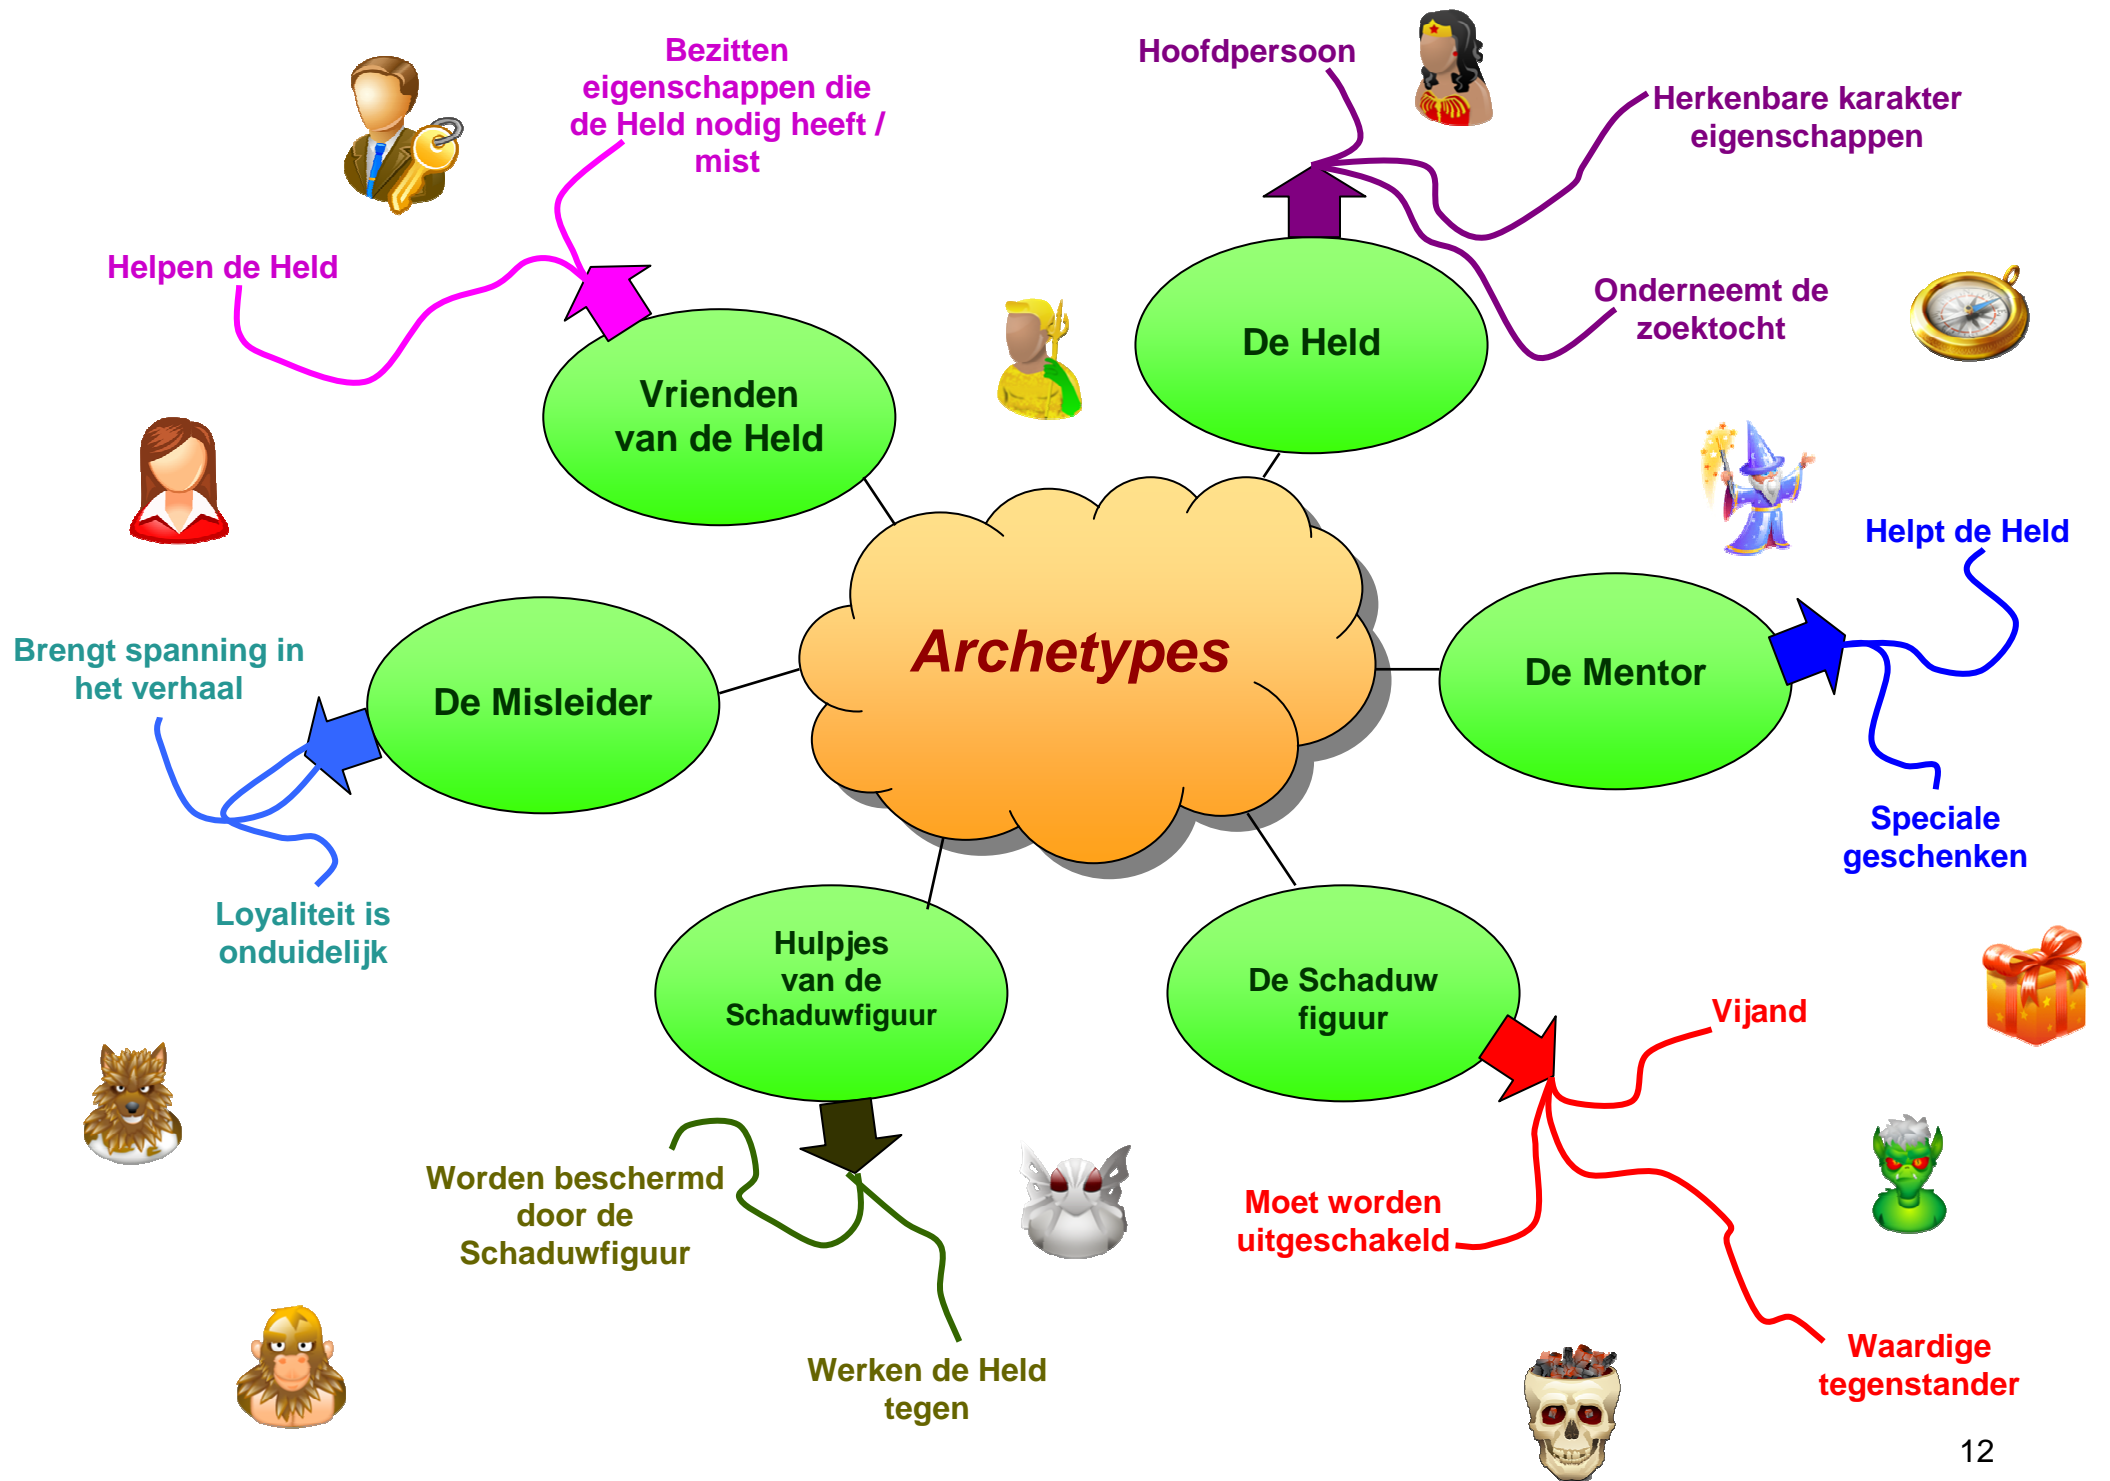 Bezitten
eigenschappen die
de Held nodig heeft /
mist
Helpen de Held
Vrienden
van de Held
Hoofdpersoon
Herkenbare karakter
eigenschappen
Onderneemt de
zoektocht
De Held
Archetypes
Helpt de Held
De Mentor
Speciale
geschenken
Brengt spanning in
het verhaal
De Misleider
Loyaliteit is
onduidelijk
Hulpjes
van de
Schaduwfiguur
Worden beschermd
door de
Schaduwfiguur
Werken de Held
tegen
De Schaduw
figuur
Vijand
Moet worden
uitgeschakeld
Waardige
tegenstander
12